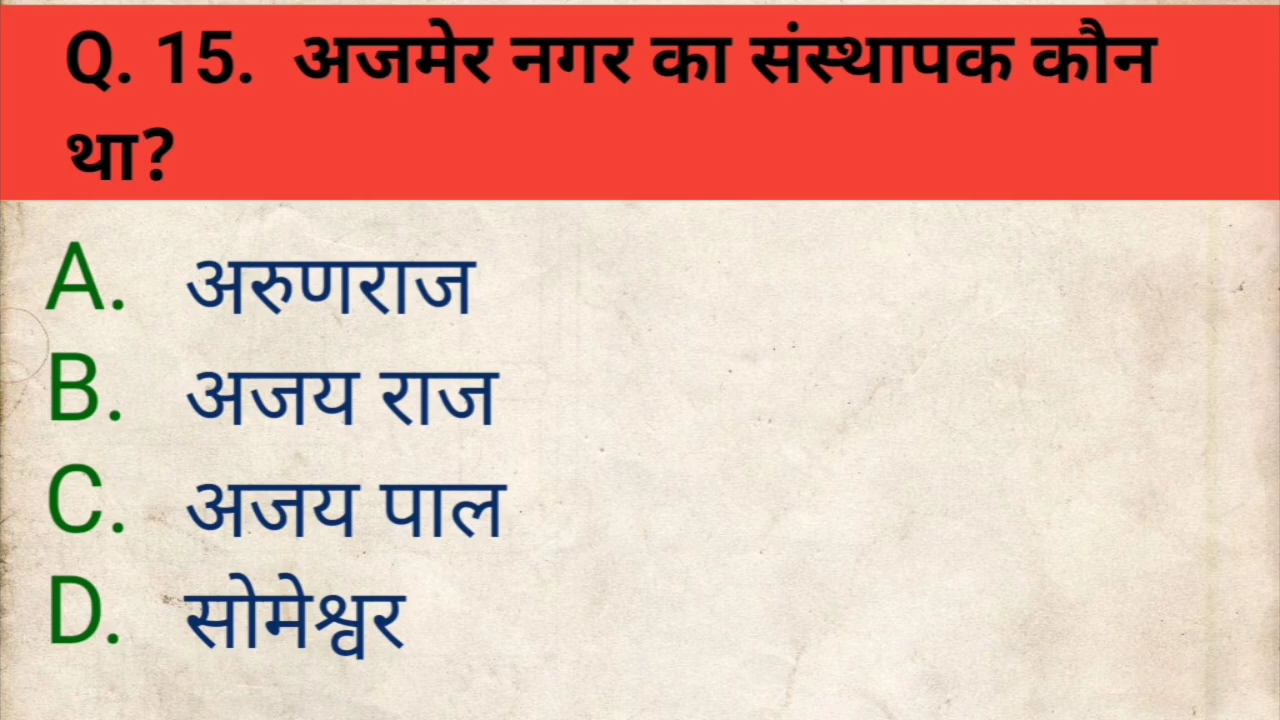 Q. 15. अजमेर नगर का संस्थापक कौन
था?
A. अरुणराज
B. अजय राज
C. अजय पाल
D. सोमेश्वर